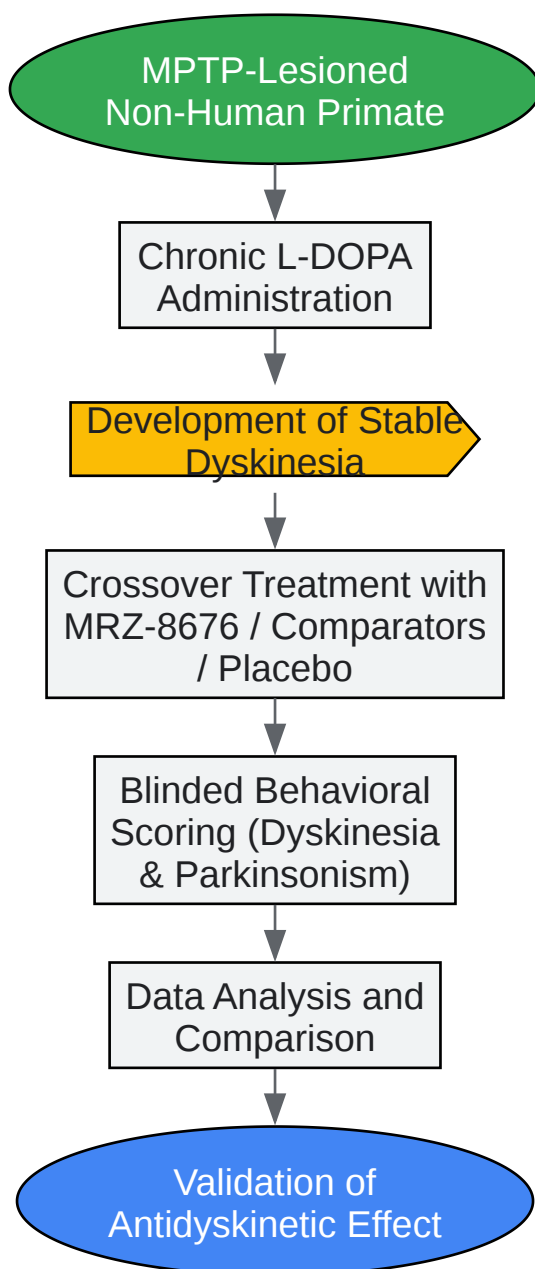 MPTP-Lesioned
Non-Human Primate
Chronic L-DOPA
Administration
Development of Stable
Dyskinesia
Crossover Treatment with
MRZ-8676 / Comparators
/ Placebo
Blinded Behavioral
Scoring (Dyskinesia
& Parkinsonism)
Data Analysis and
Comparison
Validation of
Antidyskinetic Effect